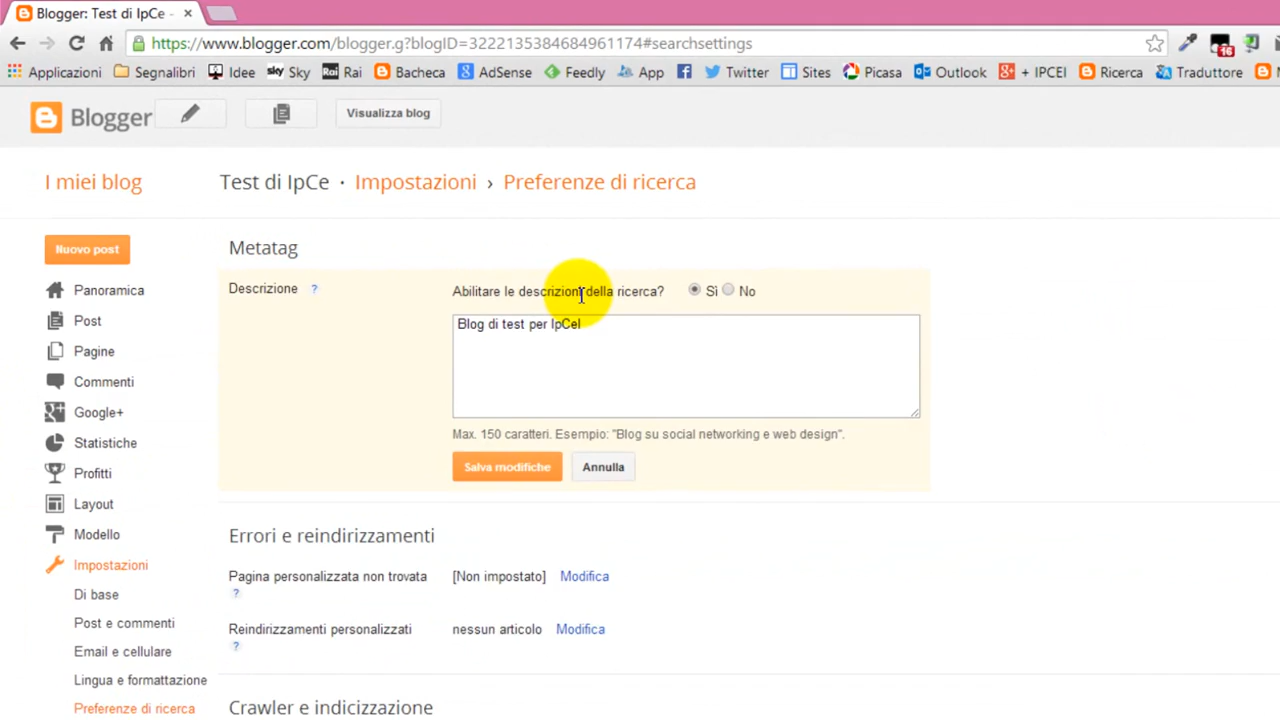 Blogger: Test di IpCe -
https://www.blogger.com/blogger.g?blogID=3222135384684961174#searchsettings
16
Applicazioni Segnalibri Idee sky Sky Rai Rai Bacheca AdSense Feedly App Twitter Sites Picasa Outlook + IPCEI Ricerca Traduttore
Blogger Visualizza blog
I miei blog Test di IpCe · Impostazioni › Preferenze di ricerca
Nuovo post
Panoramica
Post
Pagine
Commenti
Google+
Statistiche
Profitti
Layout
Modello
Impostazioni
Di base
Post e commenti
Email e cellulare
Lingua e formattazione
Preferenze di ricerca
Metatag
Descrizione ? Abilitare le descrizioni della ricerca? Sì No
Blog di test per IpCeI
Max. 150 caratteri. Esempio: "Blog su social networking e web design".
Salva modifiche Annulla
Errori e reindirizzamenti
Pagina personalizzata non trovata [Non impostato] Modifica
?
Reindirizzamenti personalizzati nessun articolo Modifica
?
Crawler e indicizzazione